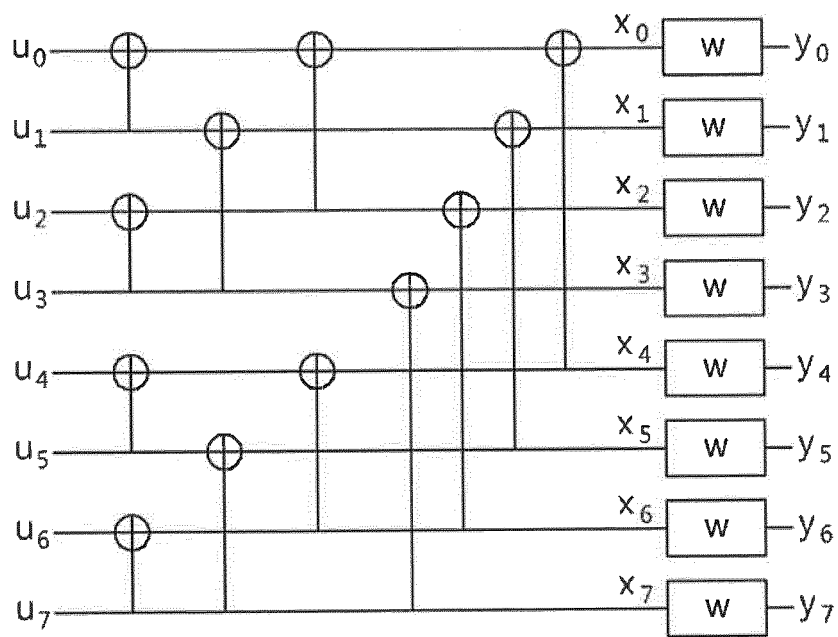 u₀ x₀ W y₀
u₁ x₁ W y₁
u₂ x₂ W y₂
u₃ x₃ W y₃
u₄ x₄ W y₄
u₅ x₅ W y₅
u₆ x₆ W y₆
u₇ x₇ W y₇